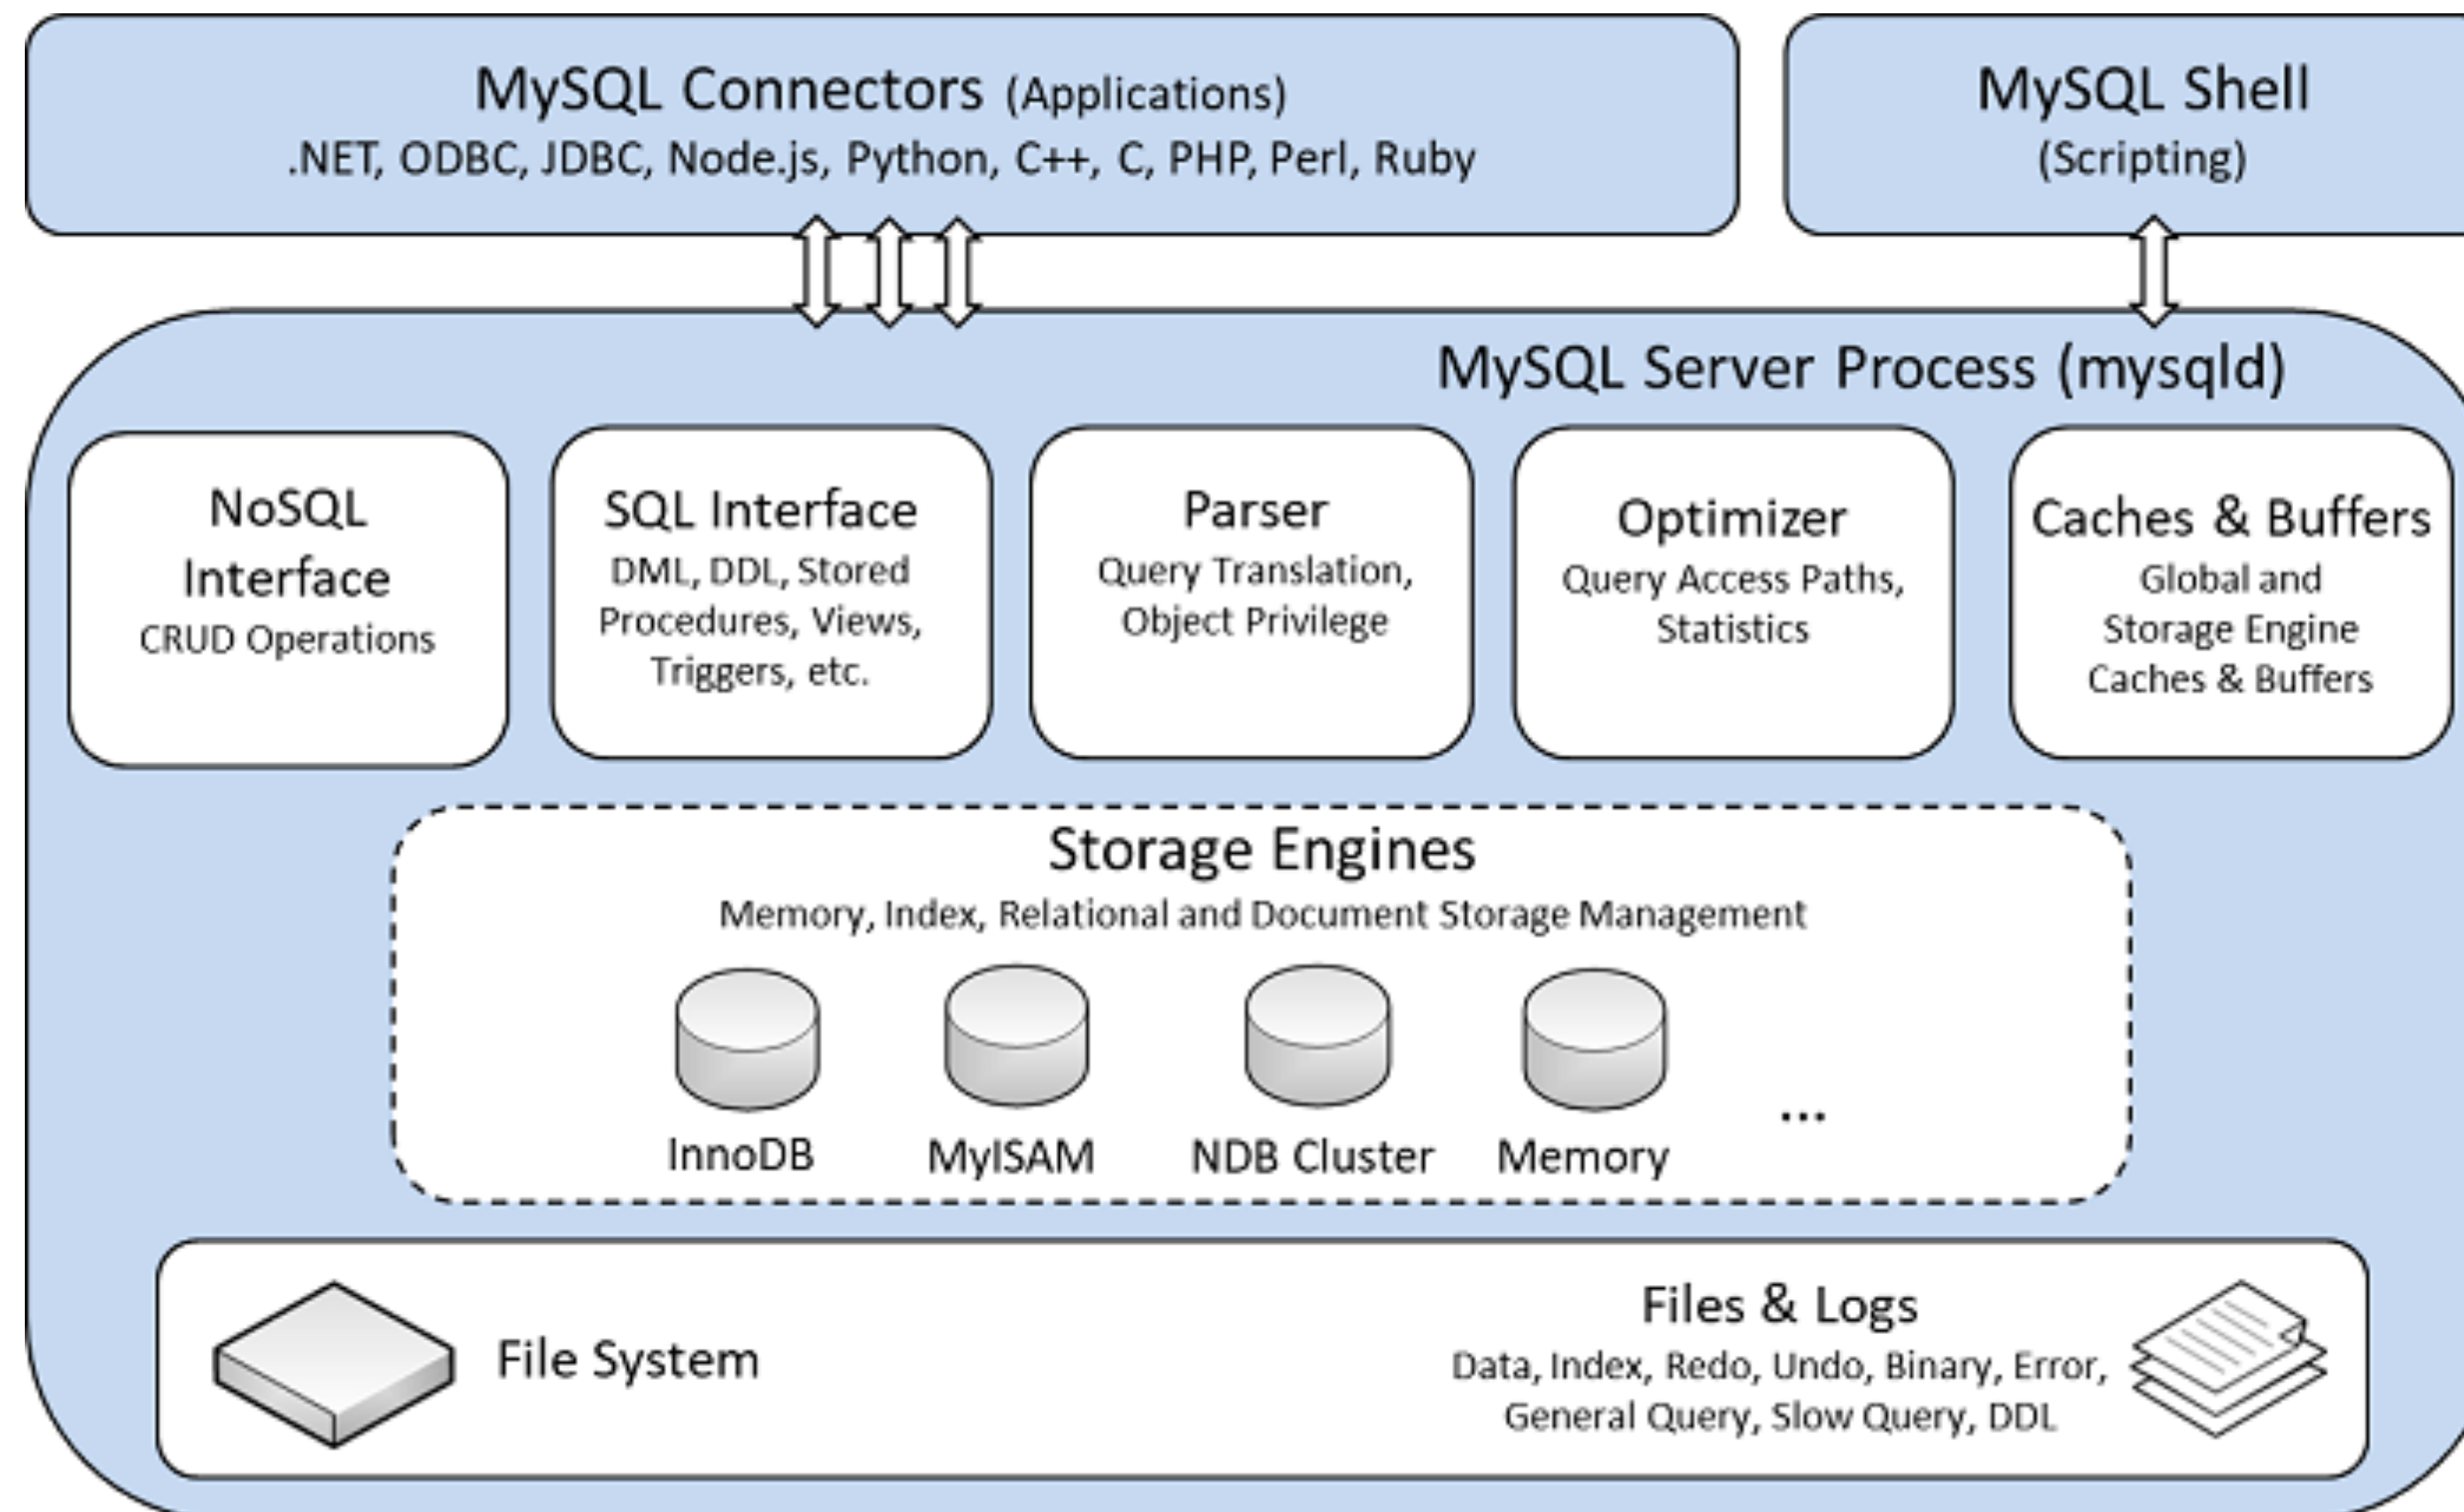 MySQL Connectors (Applications)
.NET, ODBC, JDBC, Node.js, Python, C++, C, PHP, Perl, Ruby
MySQL Shell
(Scripting)
MySQL Server Process (mysqld)
NoSQL
Interface
CRUD Operations
SQL Interface
DML, DDL, Stored
Procedures, Views,
Triggers, etc.
Parser
Query Translation,
Object Privilege
Optimizer
Query Access Paths,
Statistics
Caches & Buffers
Global and
Storage Engine
Caches & Buffers
Storage Engines
Memory, Index, Relational and Document Storage Management
InnoDB
MyISAM
NDB Cluster
Memory
...
File System
Files & Logs
Data, Index, Redo, Undo, Binary, Error,
General Query, Slow Query, DDL